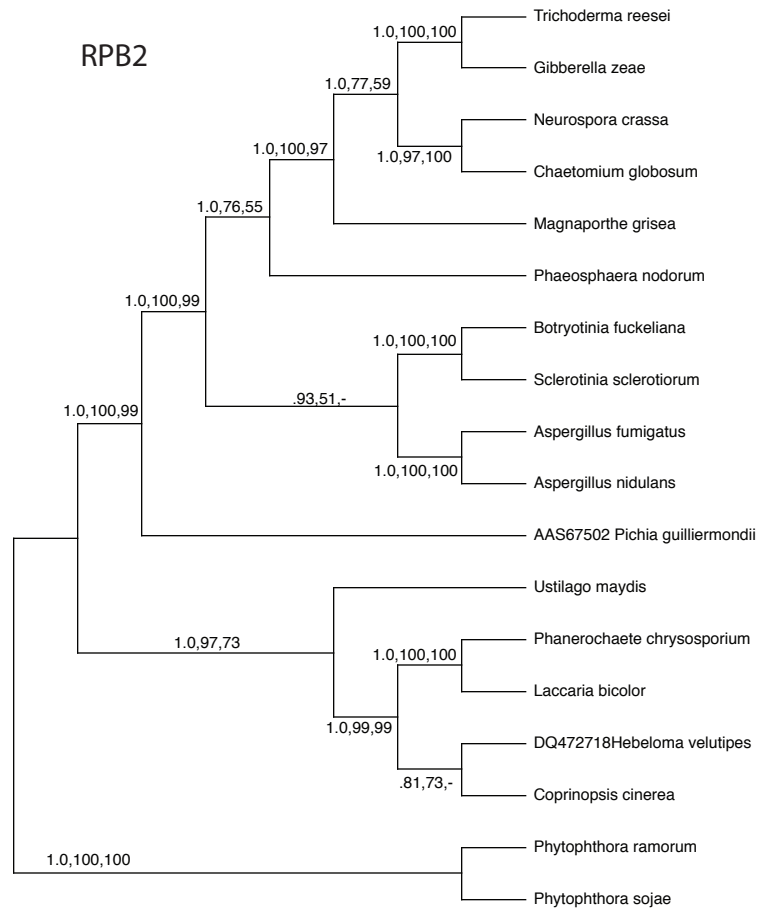 RPB2
1.0,100,100
Trichoderma reesei
Gibberella zeae
1.0,77,59
Neurospora crassa
1.0,97,100
Chaetomium globosum
1.0,100,97
Magnaporthe grisea
1.0,76,55
Phaeosphaera nodorum
1.0,100,99
Botryotinia fuckeliana
1.0,100,100
Sclerotinia sclerotiorum
.93,51,-
1.0,100,99
Aspergillus fumigatus
1.0,100,100
Aspergillus nidulans
AAS67502 Pichia guilliermondii
Ustilago maydis
1.0,97,73
Phanerochaete chrysosporium
1.0,100,100
Laccaria bicolor
1.0,99,99
DQ472718Hebeloma velutipes
.81,73,-
Coprinopsis cinerea
Phytophthora ramorum
1.0,100,100
Phytophthora sojae